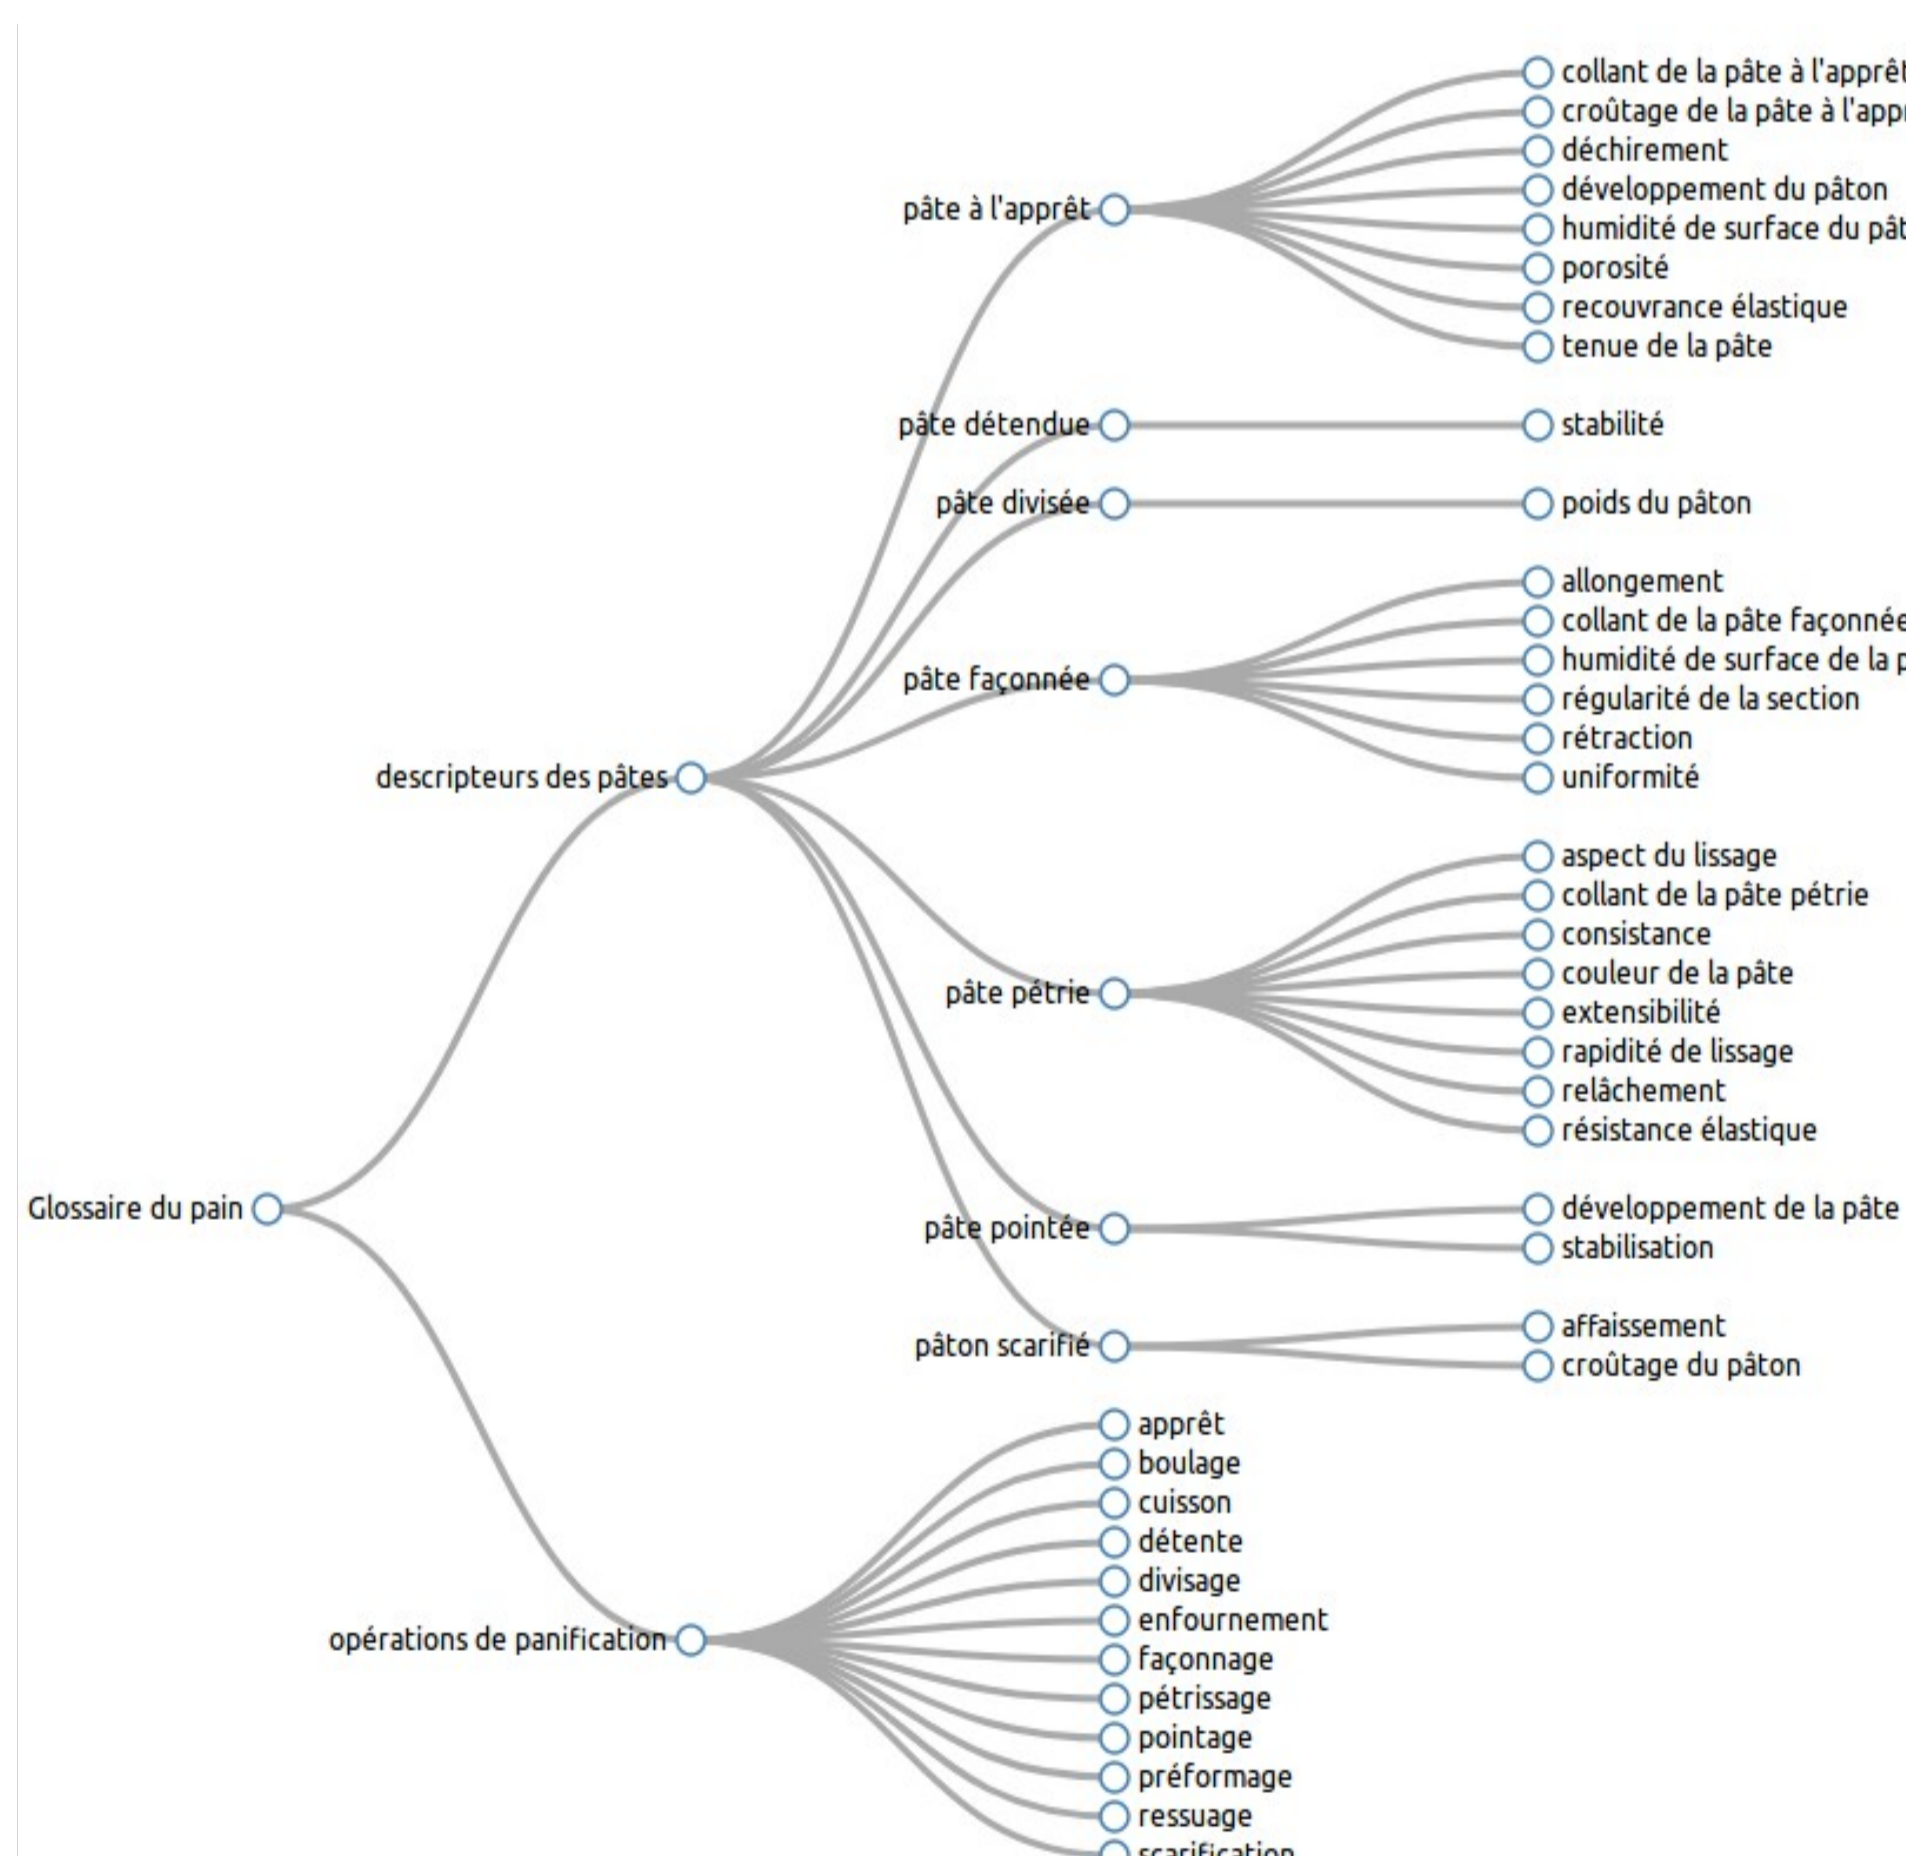 collant de la pâte à l'apprêt
croûtage de la pâte à l'app
déchirement
développement du pâton
pâte à l'apprêt
humidité de surface du pât
porosité
recouvrance élastique
tenue de la pâte
pâte détendue
stabilité
pâte divisée
poids du pâton
allongement
collant de la pâte façonnée
humidité de surface de la
pâte façonnée
régularité de la section
rétraction
uniformité
descripteurs des pâtes
aspect du lissage
collant de la pâte pétrie
consistance
couleur de la pâte
pâte pétrie
extensibilité
rapidité de lissage
relâchement
résistance élastique
Glossaire du pain
développement de la pâte
pâte pointée
stabilisation
affaissement
pâton scarifié
croûtage du pâton
apprêt
boulage
cuisson
détente
divisage
enfournement
opérations de panification
façonnage
pétrissage
pointage
préformage
ressuage
scarification